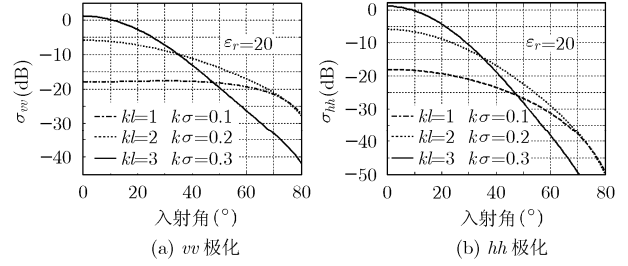 0
−10
−20
−30
−40
σvv(dB)
εr=20
kl=1 kσ=0.1
kl=2 kσ=0.2
kl=3 kσ=0.3
0 20 40 60 80
入射角(°)
(a) vv 极化
0
−10
−20
−30
−40
−50
σhh(dB)
εr=20
kl=1 kσ=0.1
kl=2 kσ=0.2
kl=3 kσ=0.3
0 20 40 60 80
入射角(°)
(b) hh 极化